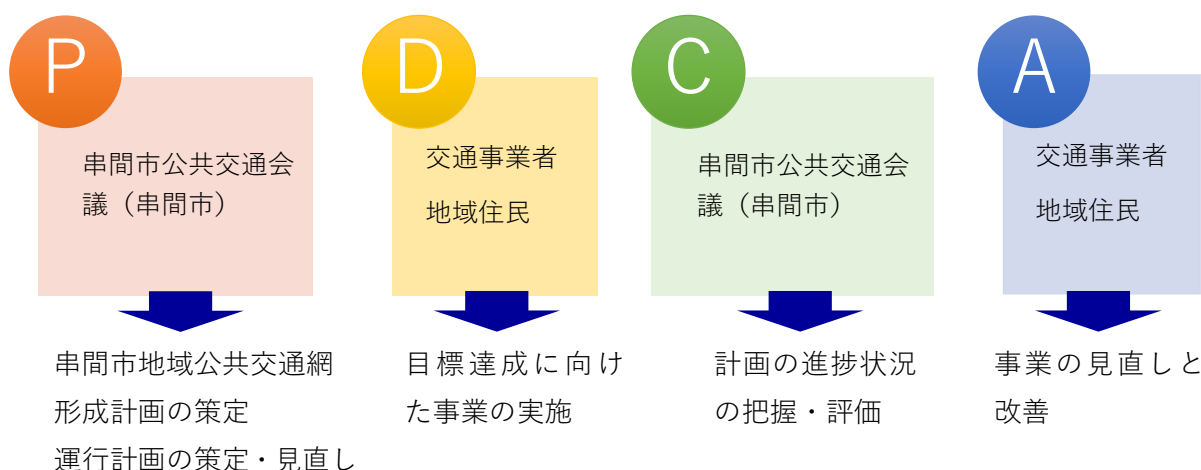 P
串間市公共交通会
議（串間市）
串間市地域公共交通網
形成計画の策定
運行計画の策定・見直し
D
交通事業者
地域住民
目標達成に向け
た事業の実施
C
串間市公共交通会
議（串間市）
計画の進捗状況
の把握・評価
A
交通事業者
地域住民
事業の見直しと
改善